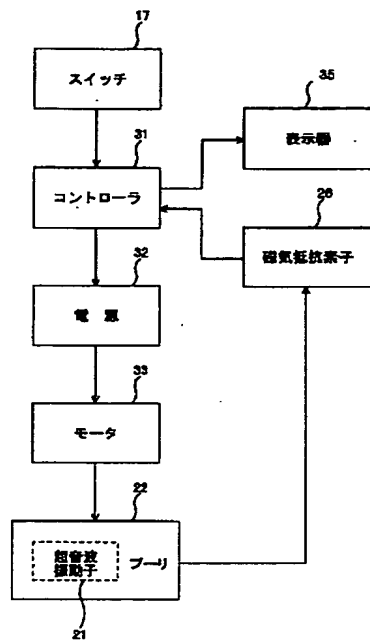 17
スイッチ
35
表示器
31
コントローラ
26
磁気抵抗素子
32
電 源
33
モータ
22
超音波
振動子
プーリ
21